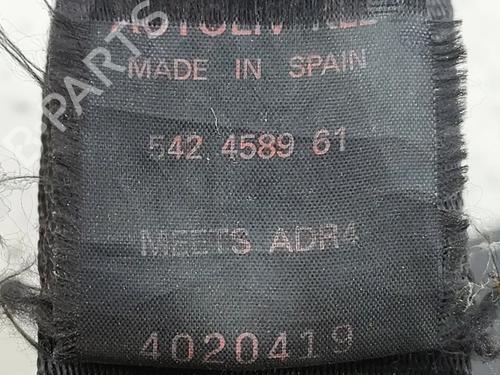 MADE IN SPAIN
542 4589 61
MEETS ADR4
4020419